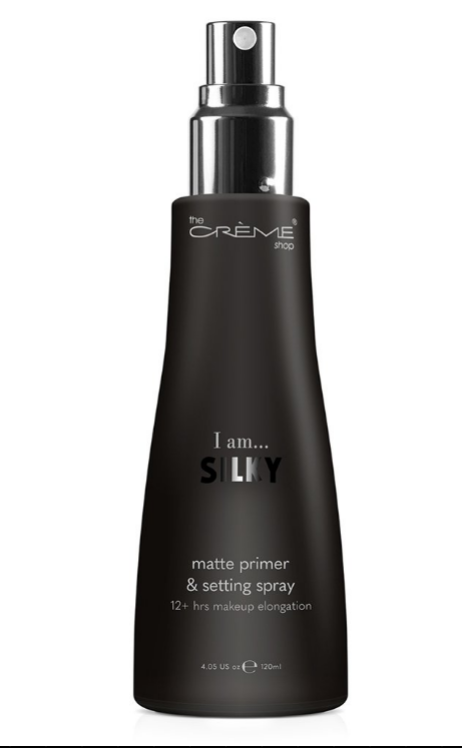 the
CRÈME®
shop
I am...
SILKY
matte primer
& setting spray
12+ hrs makeup elongation
4.05 US oz ℮ 120ml